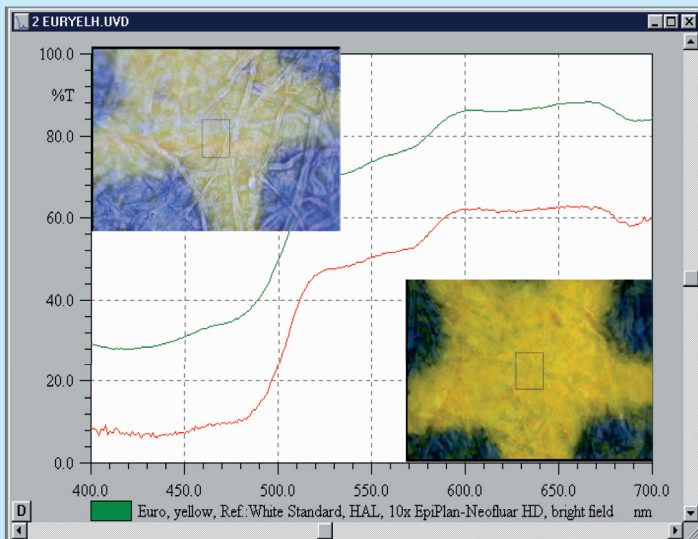 2 EURYELH.UVD
100.0
%T
80.0
60.0
40.0
20.0
0.0
400.0 450.0 500.0 550.0 600.0 650.0 700.0
D Euro, yellow, Ref.:White Standard, HAL, 10x EpiPlan-Neofluar HD, bright field nm